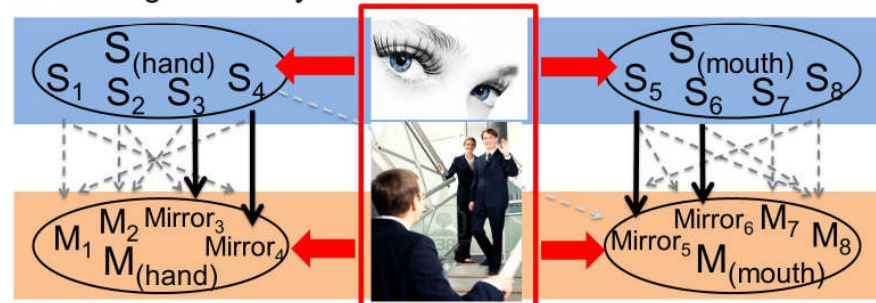 S(hand)
S1 S2 S3 S4
S(mouth)
S5 S6 S7 S8
M1 M2 Mirror3 Mirror4
M(hand)
Mirror5 Mirror6 M7 M8
M(mouth)